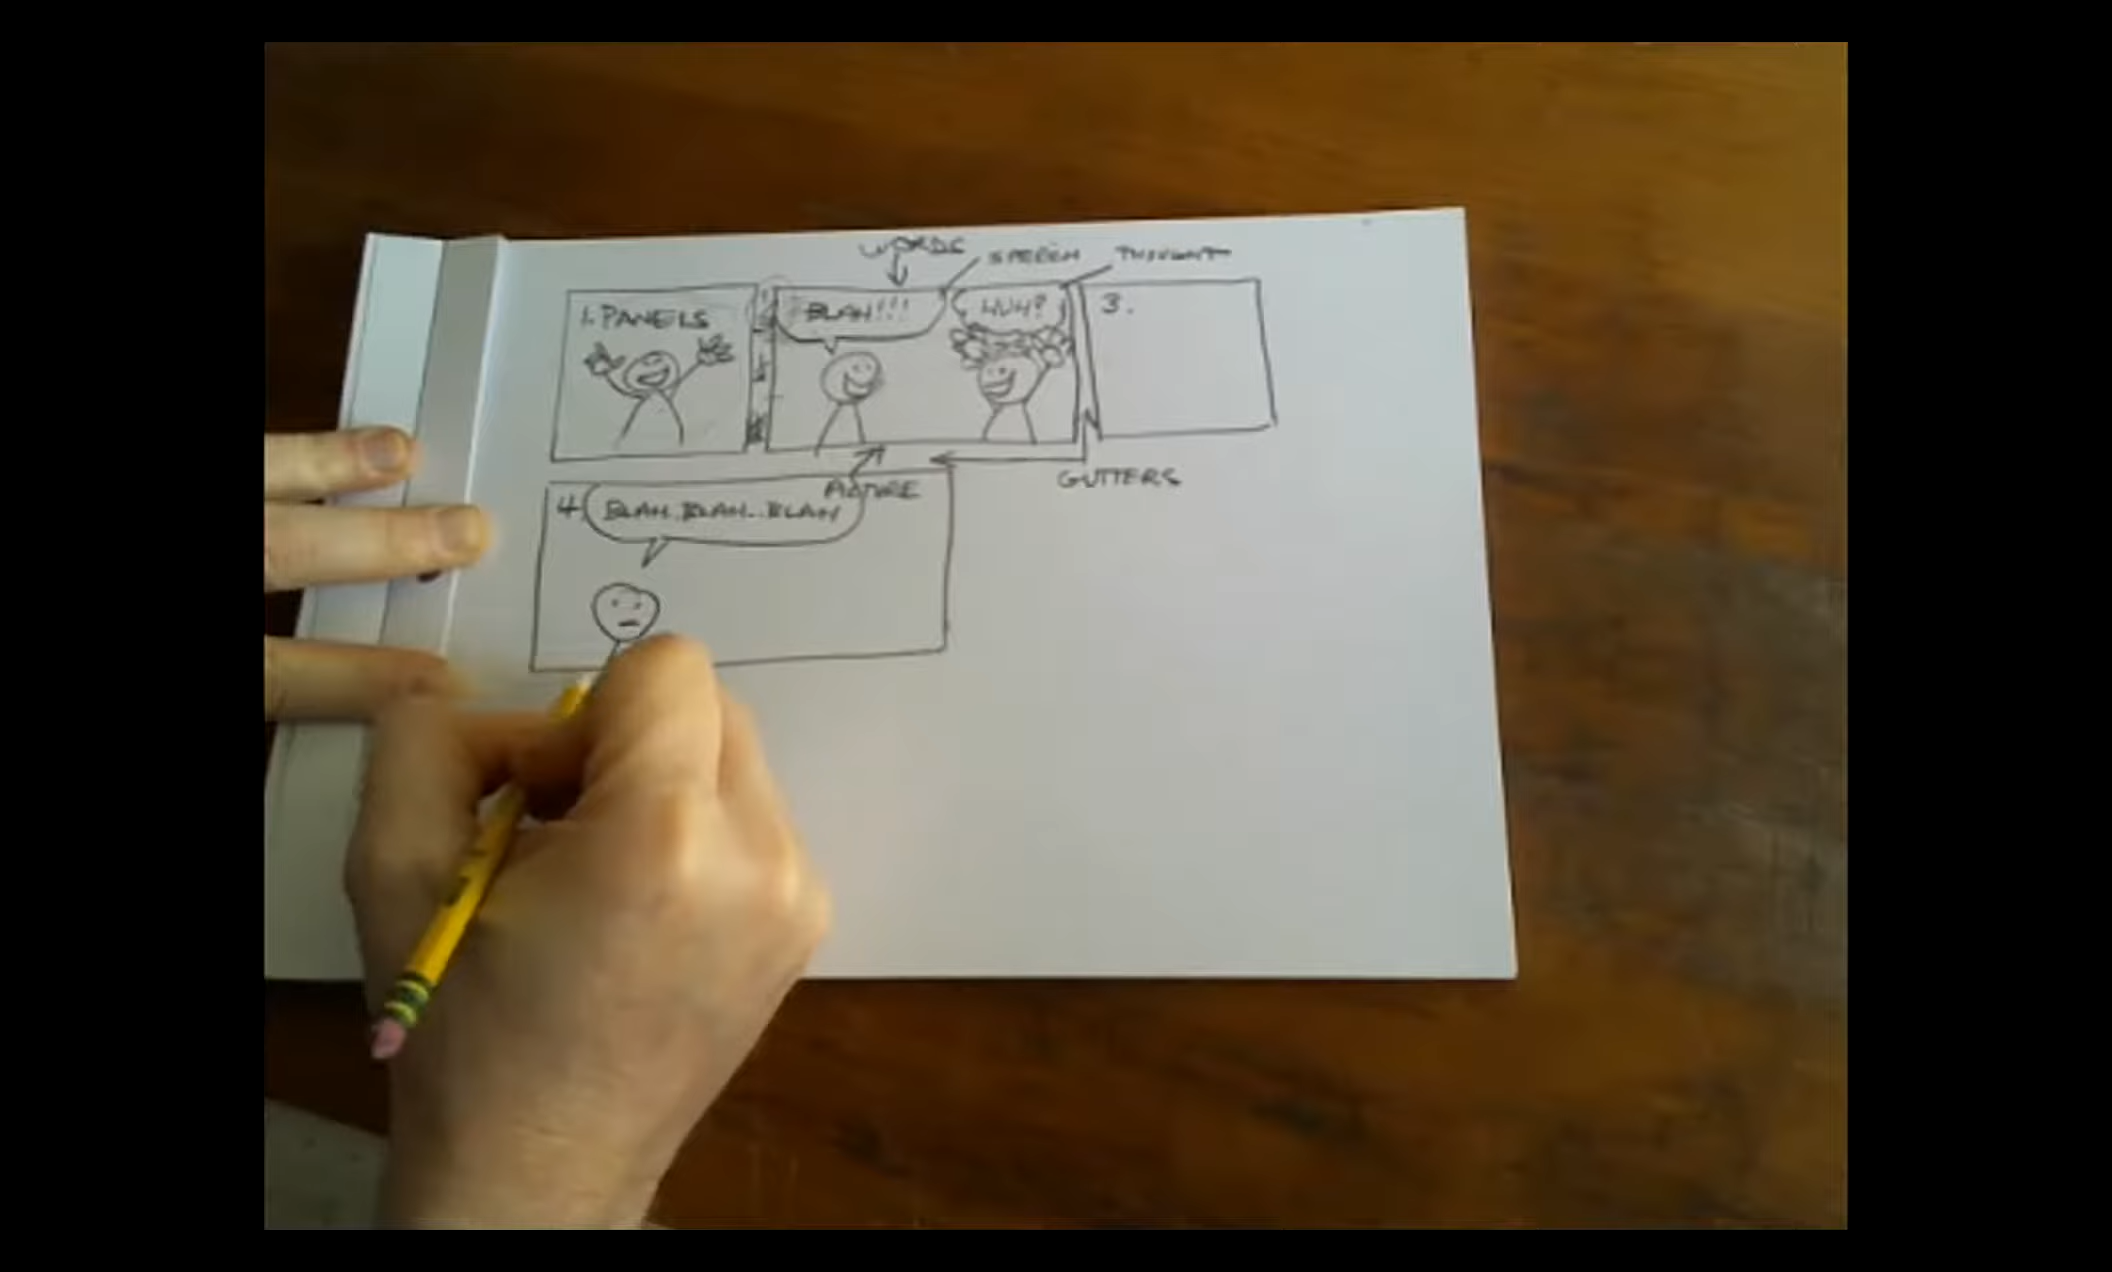 WORDS
SPEECH
THOUGHT
1. PANELS
BLAH!!!
HUH?
3.
PICTURE
GUTTERS
4.
BLAH..BLAH...BLAH